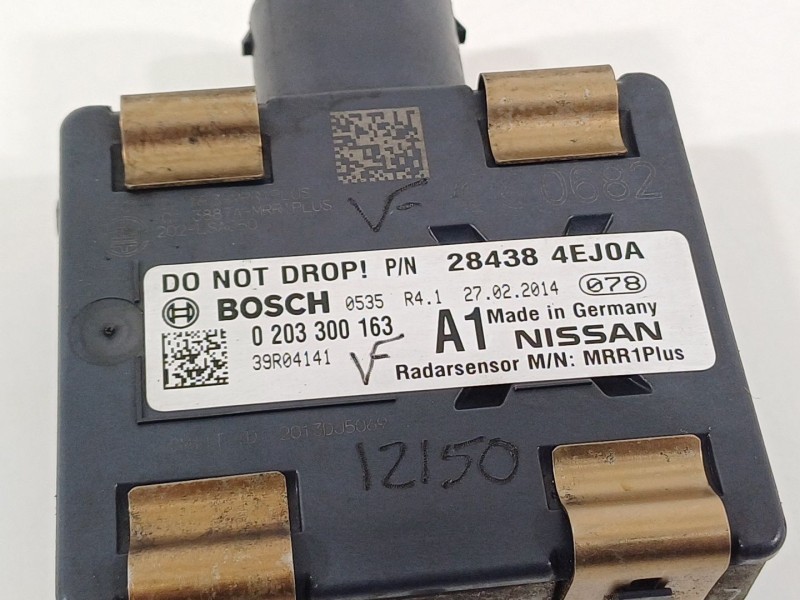 0682
V-
DO NOT DROP! P/N 28438 4EJ0A
BOSCH 0535 R4.1 27.02.2014 078
0 203 300 163 A1 Made in Germany
NISSAN
39R04141 VF
Radarsensor M/N: MRR1Plus
12150